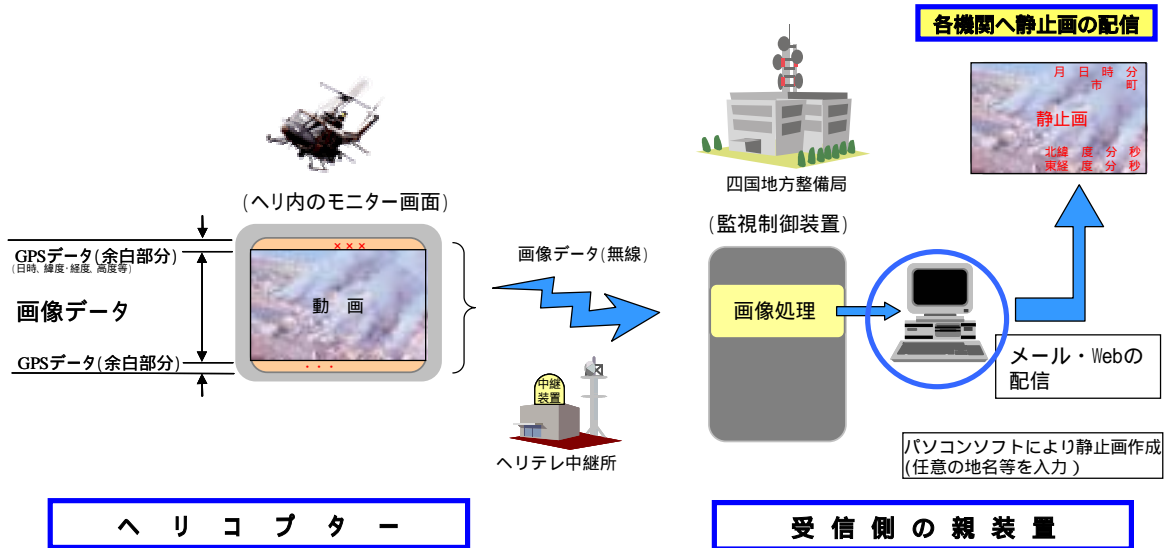 各機関へ静止画の配信
月 日 時 分
市 町
静止画
北緯 度 分 秒
東経 度 分 秒
四国地方整備局
(ヘリ内のモニター画面)
(監視制御装置)
×××
GPSデータ(余白部分)
(日時、緯度・経度、高度等)
画像データ(無線)
動 画
画像データ
画像処理
GPSデータ(余白部分)
・・・
メール・Webの
配信
中継
装置
パソコンソフトにより静止画作成
(任意の地名等を入力)
ヘリテレ中継所
ヘリコプター
受信側の親装置